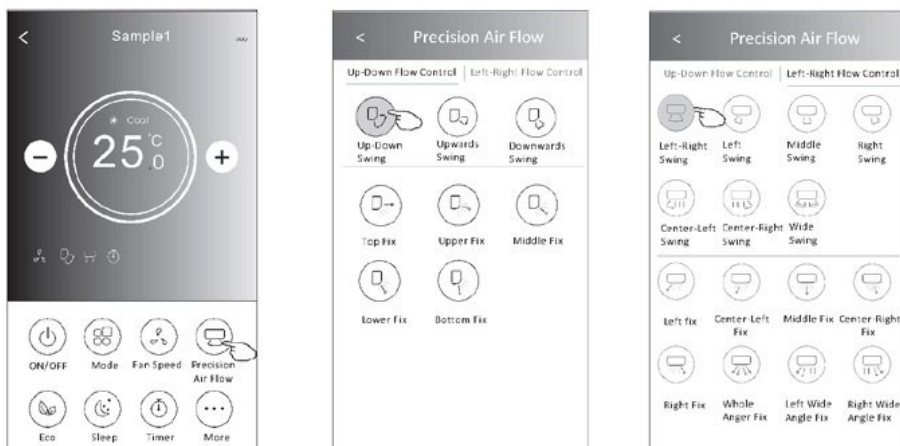 <
Sample1
Cool
25.0 °C
−
+
ON/OFF
Mode
Fan Speed
Precision
Air Flow
Eco
Sleep
Timer
More
<
Precision Air Flow
Up-Down Flow Control
Left-Right Flow Control
Up-Down
Swing
Upwards
Swing
Downwards
Swing
Top Fix
Upper Fix
Middle Fix
Lower Fix
Bottom Fix
<
Precision Air Flow
Up-Down Flow Control
Left-Right Flow Control
Left-Right
Swing
Left
Swing
Middle
Swing
Right
Swing
Center-Left
Swing
Center-Right
Swing
Wide
Swing
Left fix
Center-Left
Fix
Middle Fix
Center-Right
Fix
Right Fix
Whole
Anger Fix
Left Wide
Angle Fix
Right Wide
Angle Fix